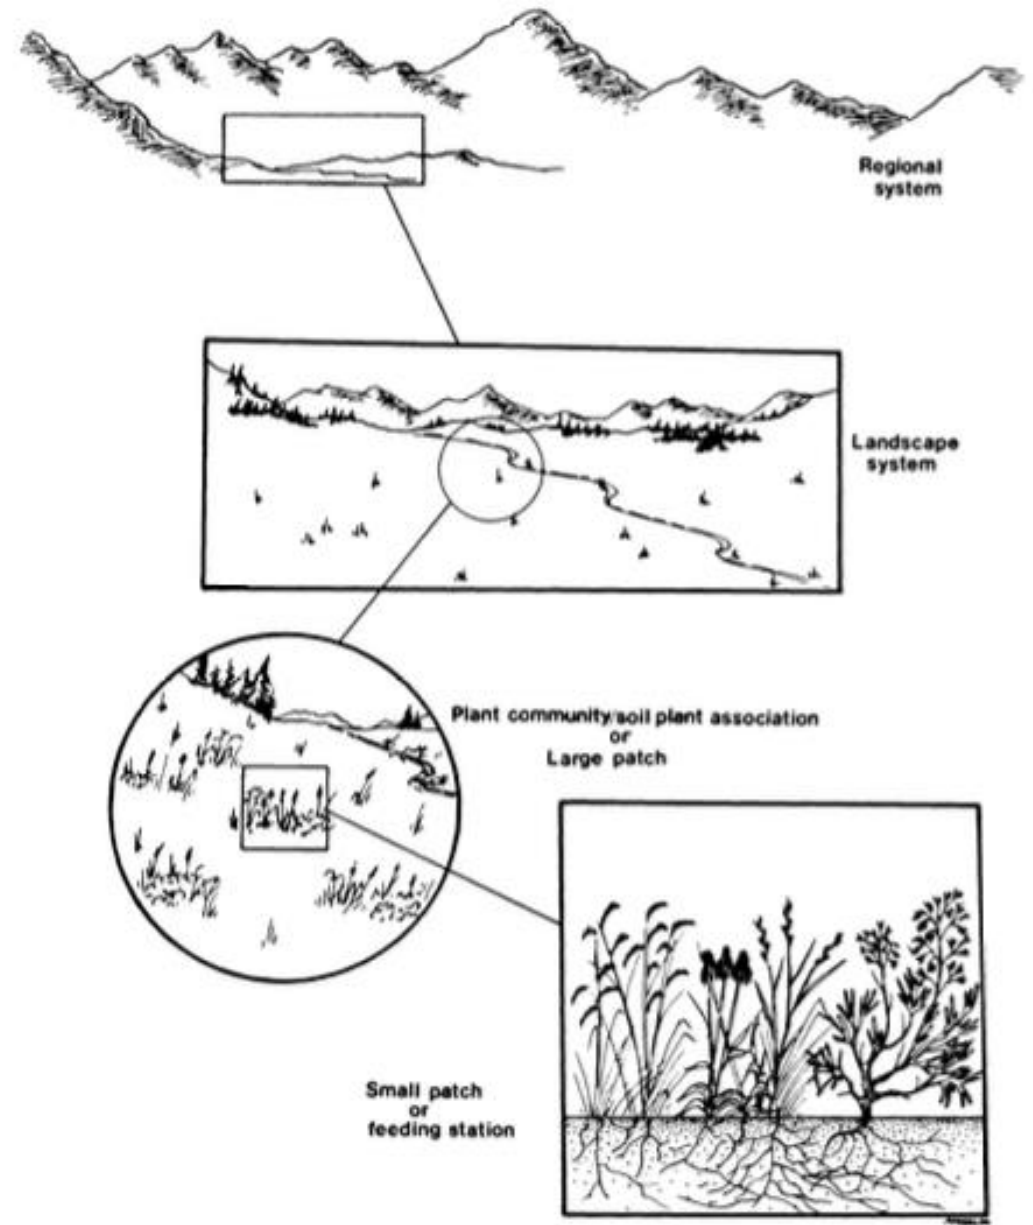 Regional
system
Landscape
system
Plant community/soil plant association
or
Large patch
Small patch
or
feeding station